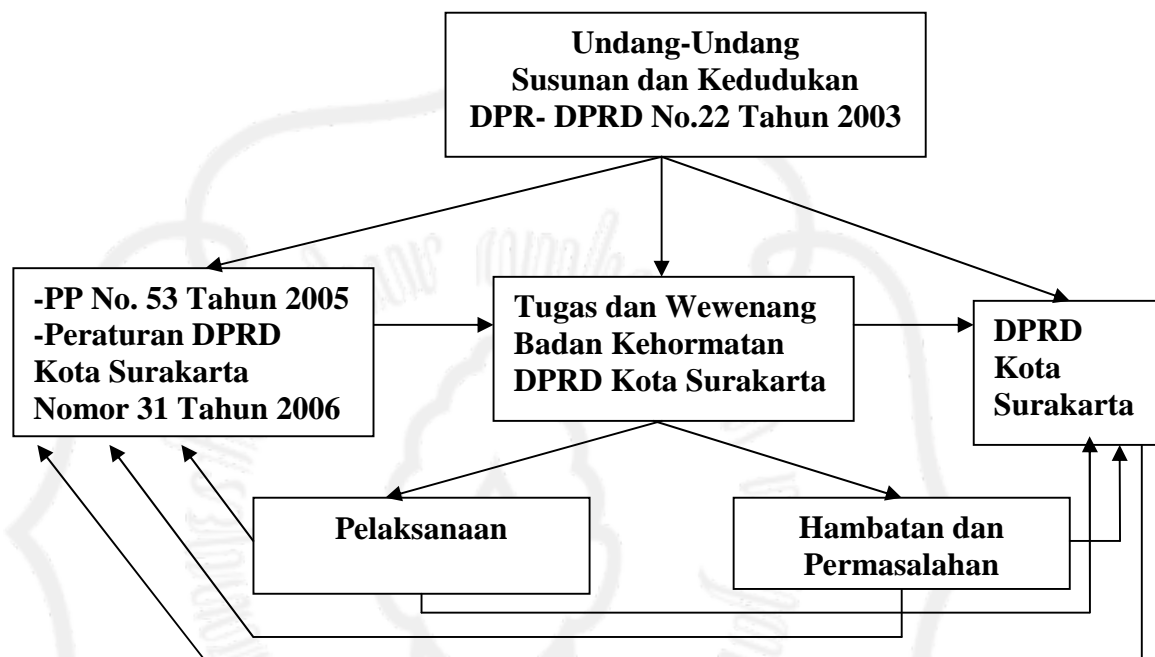 Undang-Undang
Susunan dan Kedudukan
DPR- DPRD No.22 Tahun 2003
-PP No. 53 Tahun 2005
-Peraturan DPRD
Kota Surakarta
Nomor 31 Tahun 2006
Tugas dan Wewenang
Badan Kehormatan
DPRD Kota Surakarta
DPRD
Kota
Surakarta
Pelaksanaan
Hambatan dan
Permasalahan